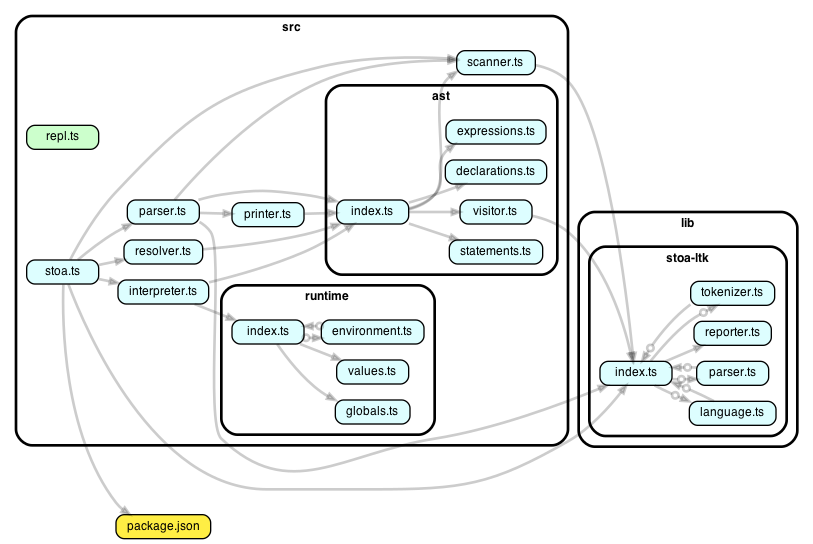 src
scanner.ts
ast
expressions.ts
repl.ts
declarations.ts
parser.ts
printer.ts
index.ts
visitor.ts
resolver.ts
statements.ts
stoa.ts
interpreter.ts
runtime
index.ts
environment.ts
values.ts
globals.ts
lib
stoa-ltk
tokenizer.ts
reporter.ts
index.ts
parser.ts
language.ts
package.json